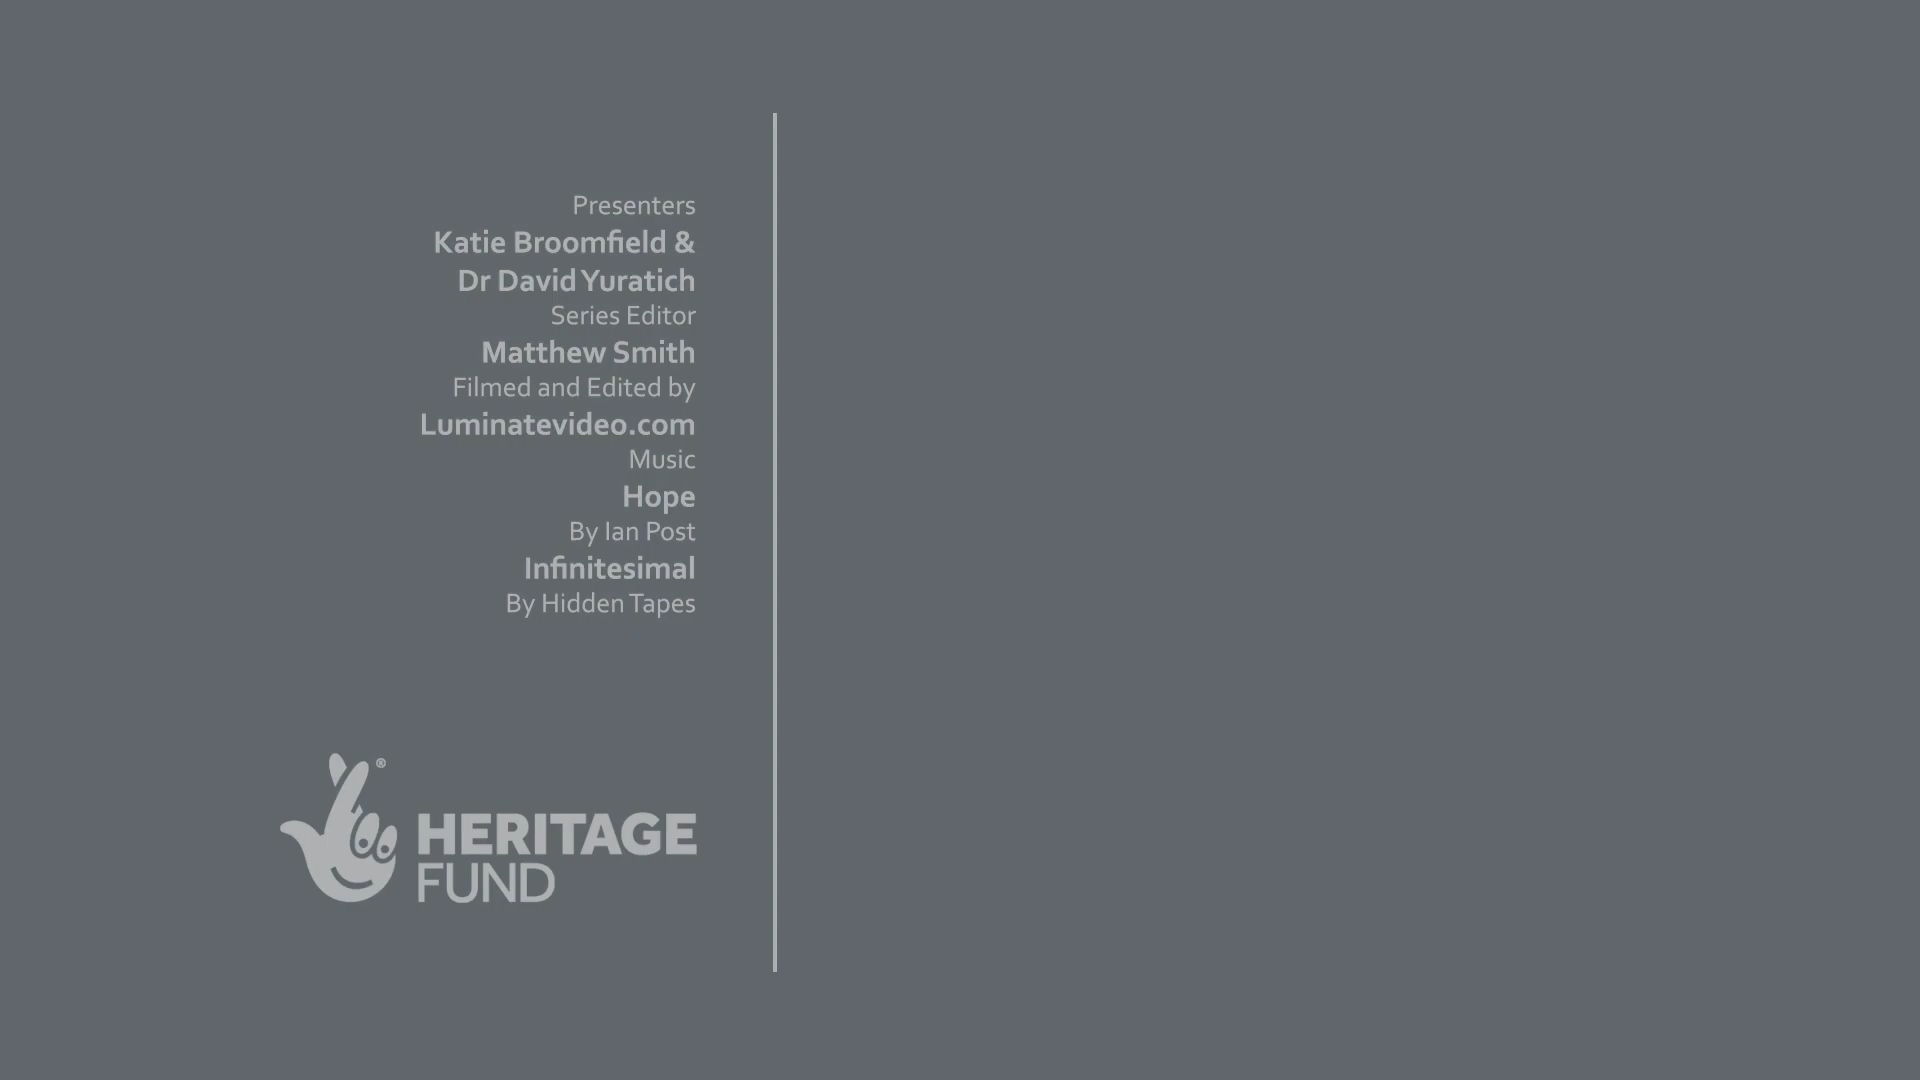 Presenters
Katie Broomfield &
Dr David Yuratich
Series Editor
Matthew Smith
Filmed and Edited by
Luminatevideo.com
Music
Hope
By Ian Post
Infinitesimal
By Hidden Tapes
®
HERITAGE
FUND